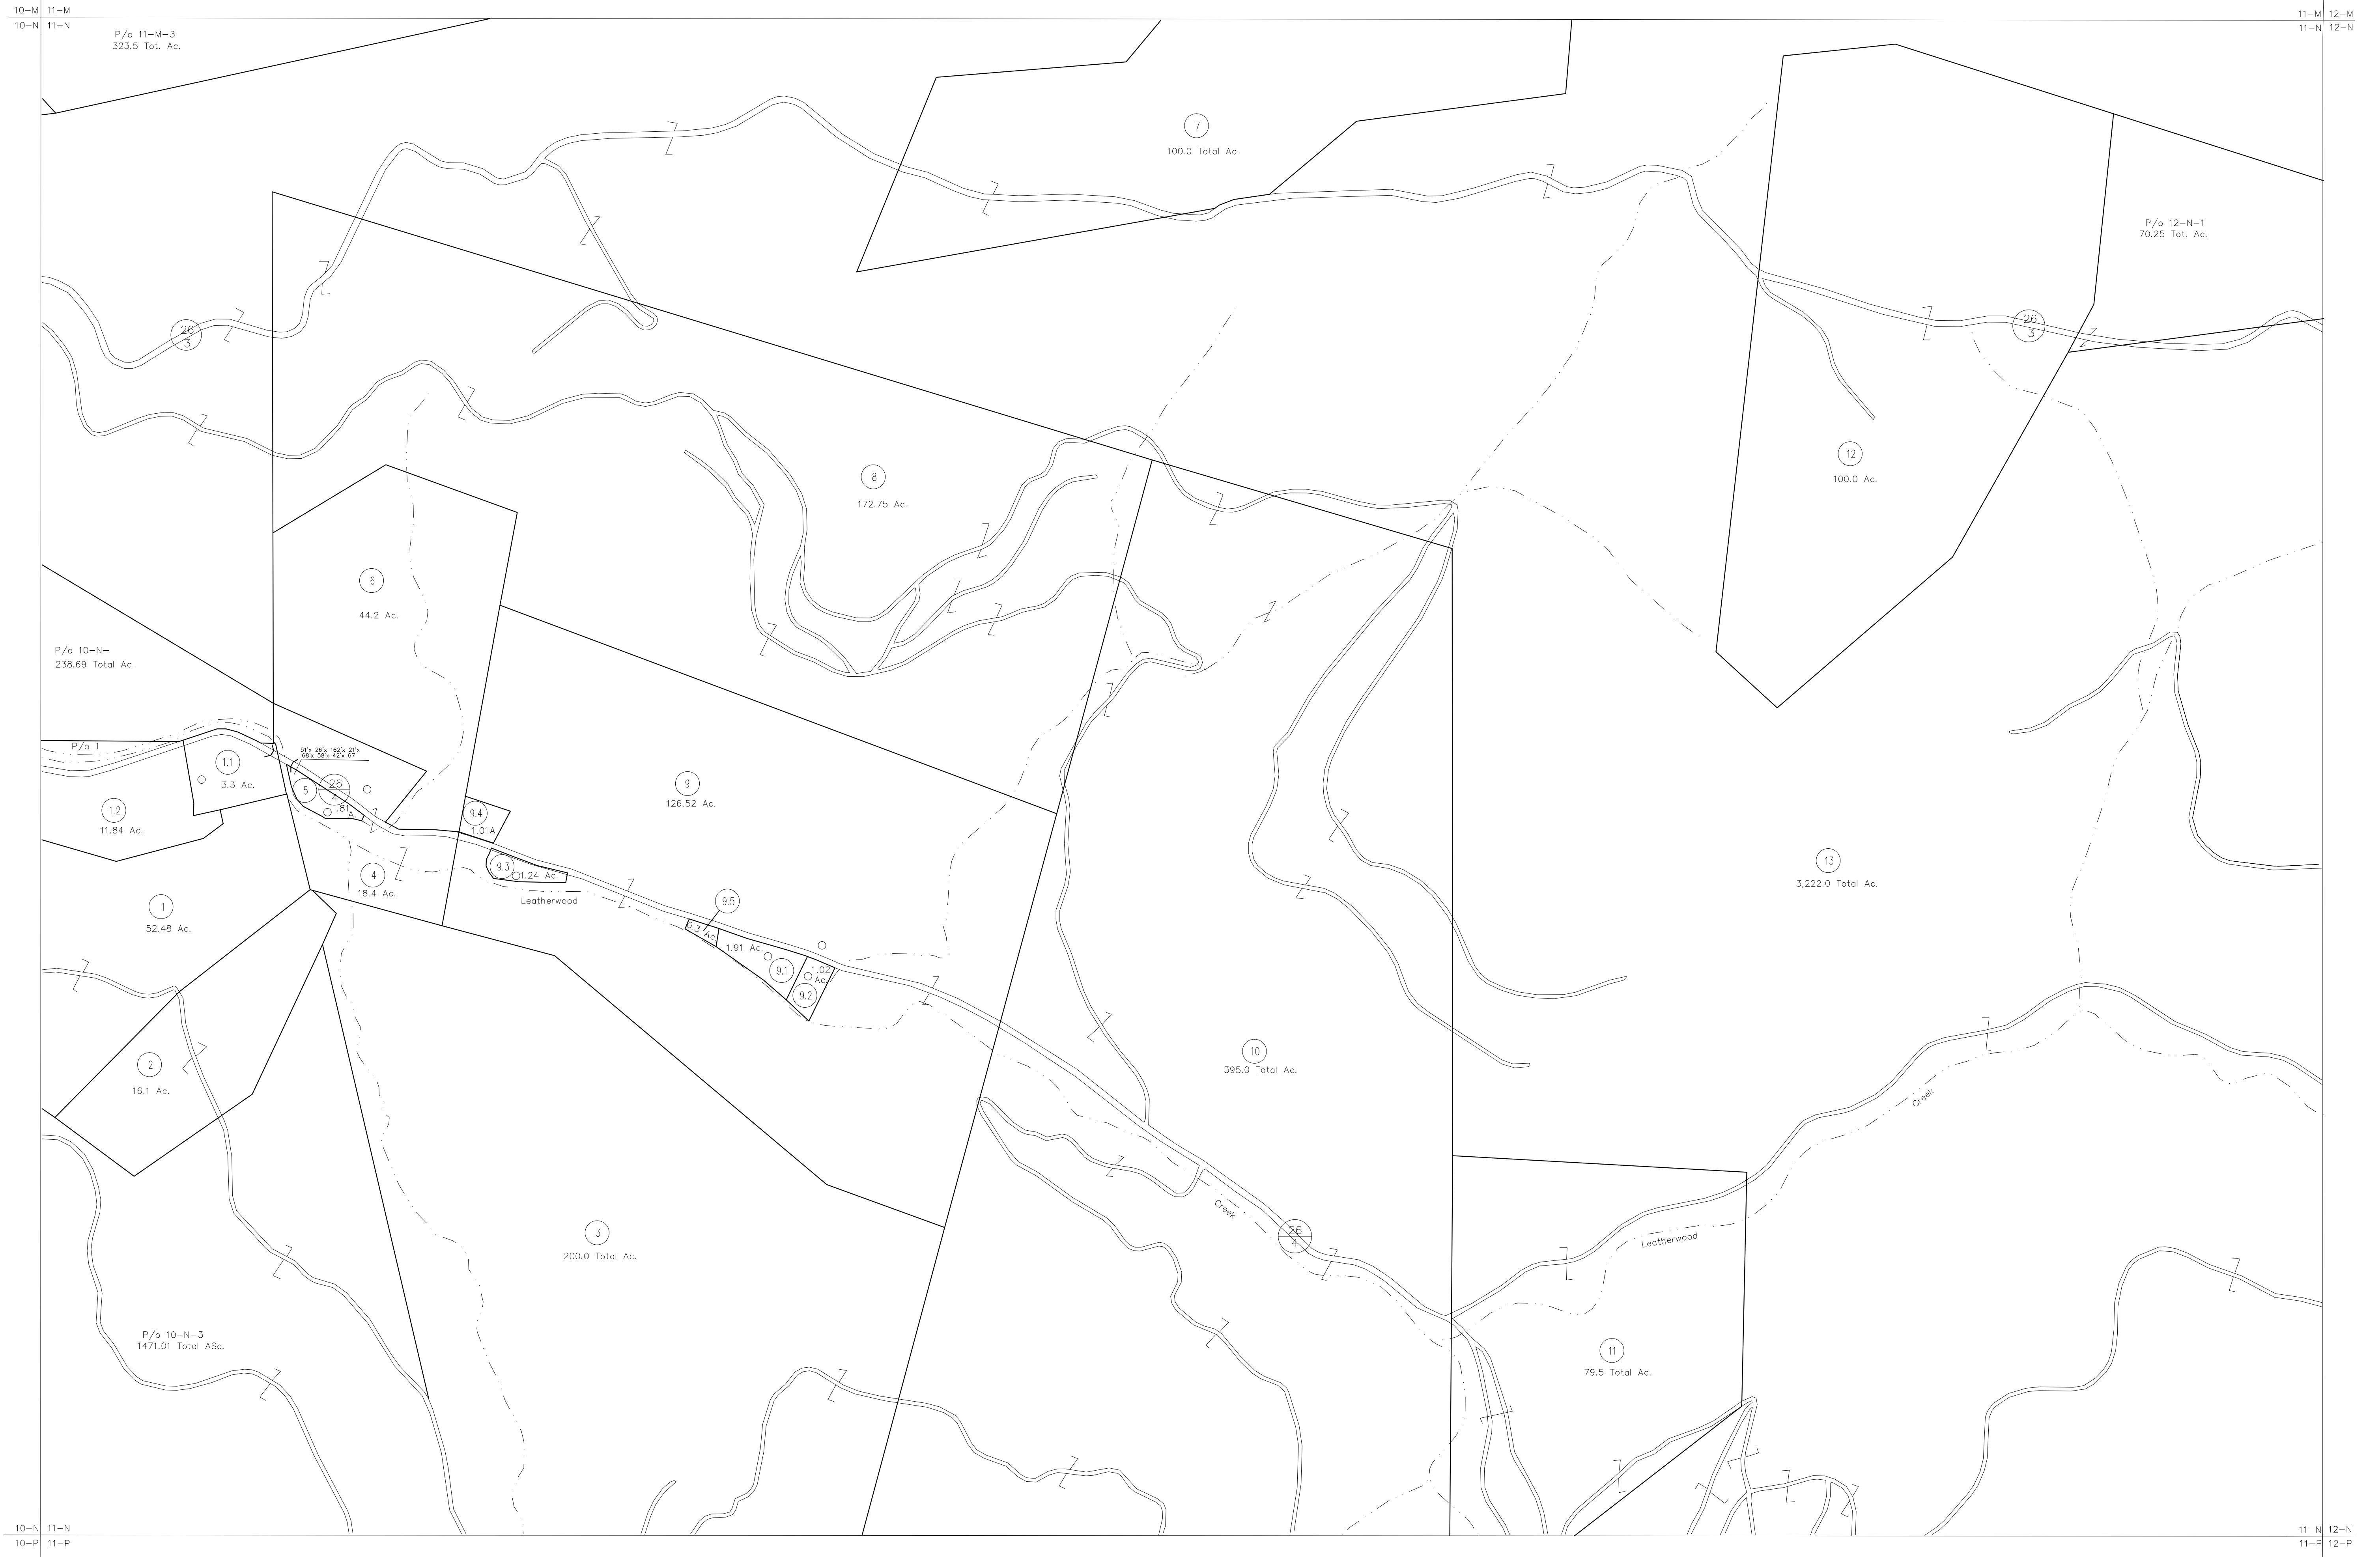 10-M 11-M
10-N 11-N
11-M 12-M
11-N 12-N
P/o 11-M-3
323.5 Tot. Ac.
7
100.0 Total Ac.
P/o 12-N-1
70.25 Tot. Ac.
26
3
26
3
12
100.0 Ac.
8
172.75 Ac.
6
44.2 Ac.
P/o 10-N-
238.69 Total Ac.
P/o 1
51'x 26'x 162'x 21'x
68'x 58'x 42'x 67'
1.1
3.3 Ac.
5
26
4
.81
A.
1.2
11.84 Ac.
9
126.52 Ac.
9.4
1.01A
9.3
1.24 Ac.
4
18.4 Ac.
Leatherwood
13
3,222.0 Total Ac.
1
52.48 Ac.
9.5
0.3 Ac.
1.91 Ac.
9.1
1.02
Ac.
9.2
2
16.1 Ac.
10
395.0 Total Ac.
Creek
Creek
3
200.0 Total Ac.
26
4
Leatherwood
P/o 10-N-3
1471.01 Total ASc.
11
79.5 Total Ac.
10-N 11-N
10-P 11-P
11-N 12-N
11-P 12-P